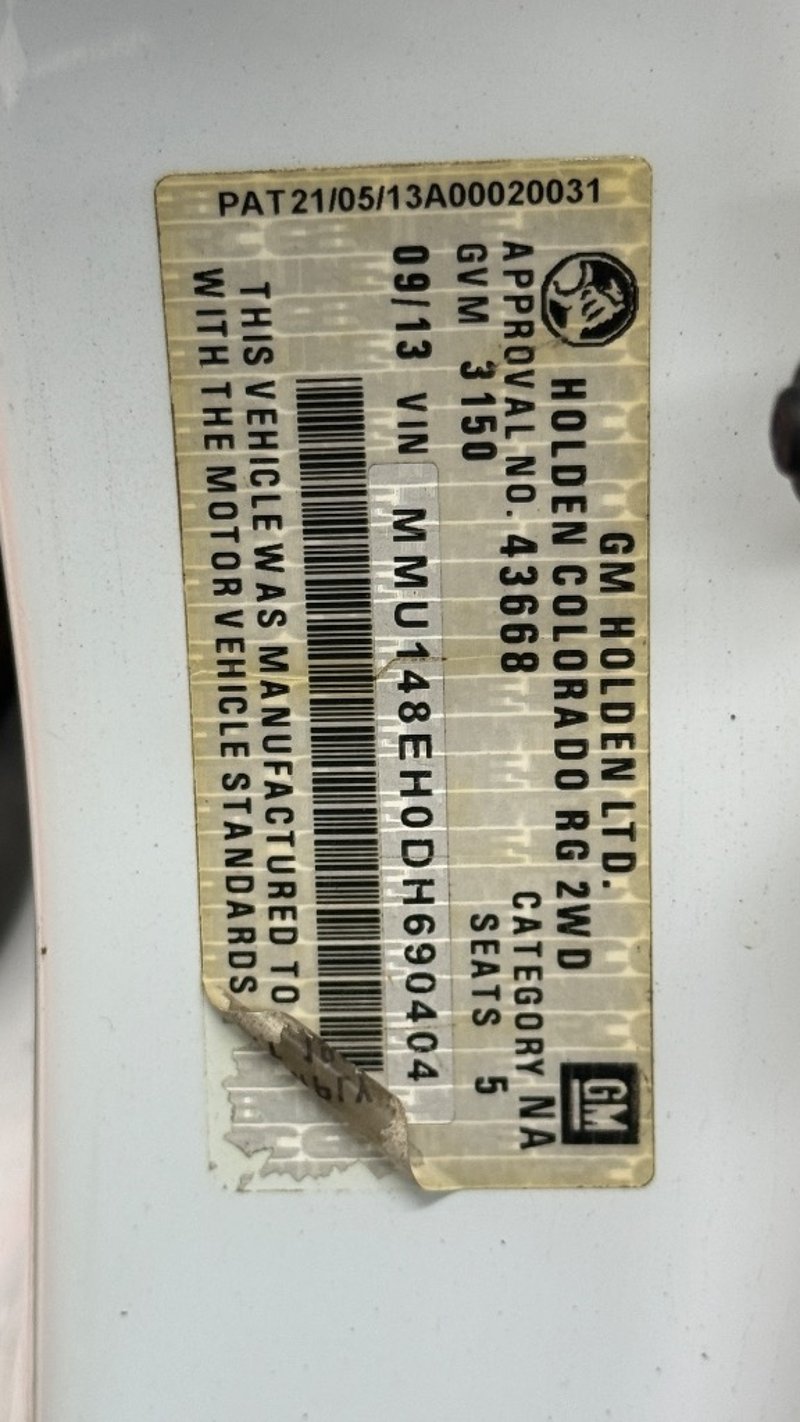 GM HOLDEN LTD.
HOLDEN COLORADO RG 2WD
APPROVAL NO. 43668 CATEGORY NA
GVM 3150 SEATS 5
09/13 VIN MMU148EH0DH690404
THIS VEHICLE WAS MANUFACTURED TO
WITH THE MOTOR VEHICLE STANDARDS
PAT21/05/13A00020031
GM